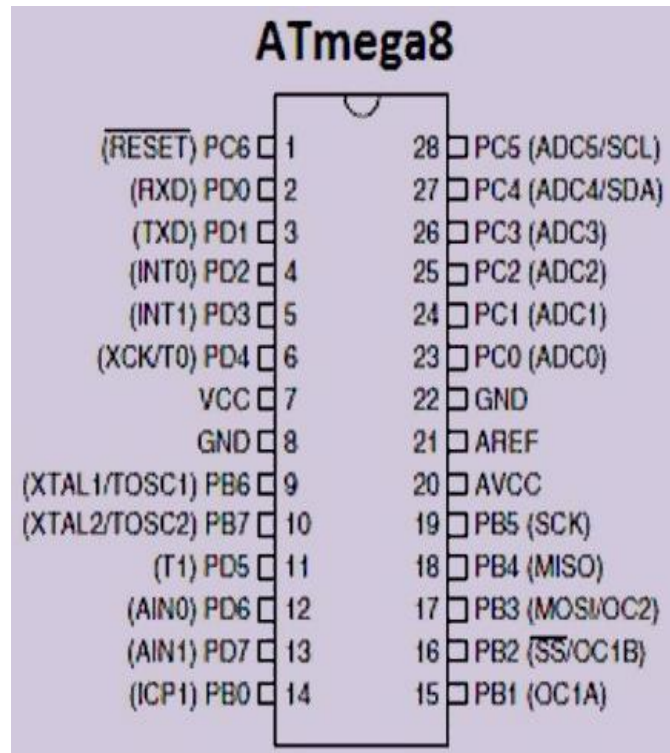 ATmega8
(RESET) PC6 1 28 PC5 (ADC5/SCL)
(RXD) PD0 2 27 PC4 (ADC4/SDA)
(TXD) PD1 3 26 PC3 (ADC3)
(INT0) PD2 4 25 PC2 (ADC2)
(INT1) PD3 5 24 PC1 (ADC1)
(XCK/T0) PD4 6 23 PC0 (ADC0)
VCC 7 22 GND
GND 8 21 AREF
(XTAL1/TOSC1) PB6 9 20 AVCC
(XTAL2/TOSC2) PB7 10 19 PB5 (SCK)
(T1) PD5 11 18 PB4 (MISO)
(AIN0) PD6 12 17 PB3 (MOSI/OC2)
(AIN1) PD7 13 16 PB2 (SS/OC1B)
(ICP1) PB0 14 15 PB1 (OC1A)